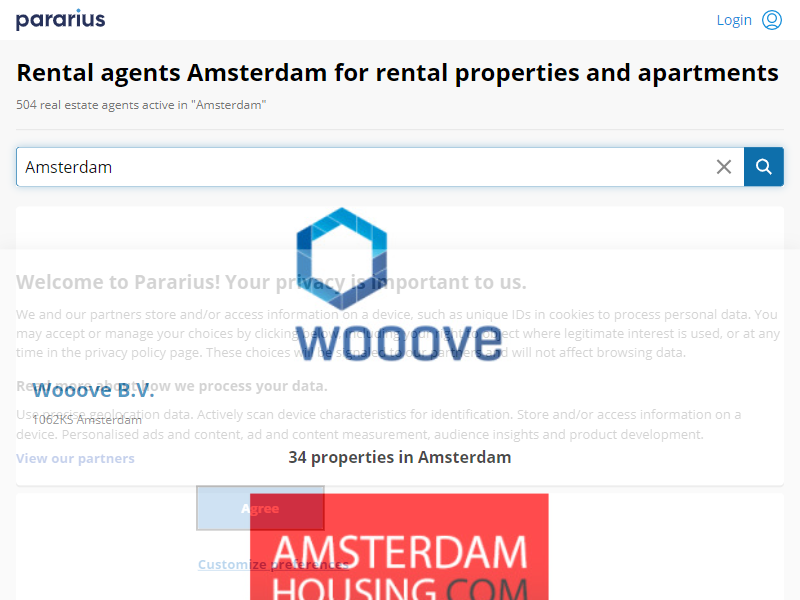 pararius
Login
Rental agents Amsterdam for rental properties and apartments
504 real estate agents active in "Amsterdam"
Amsterdam
Welcome to Pararius! Your privacy is important to us.
We and our partners store and/or access information on a device, such as unique IDs in cookies to process personal data. You
may accept or manage your choices by clicking below, including your right to object where legitimate interest is used, or at any
time in the privacy policy page. These choices will be signaled to our partners and will not affect browsing data.
wooove
Read more about how we process your data.
Wooove B.V.
Use precise geolocation data. Actively scan device characteristics for identification. Store and/or access information on a
1062KS Amsterdam
device. Personalised ads and content, ad and content measurement, audience insights and product development.
View our partners
34 properties in Amsterdam
Agree
AMSTERDAM
Customize preferences
HOUSING.COM